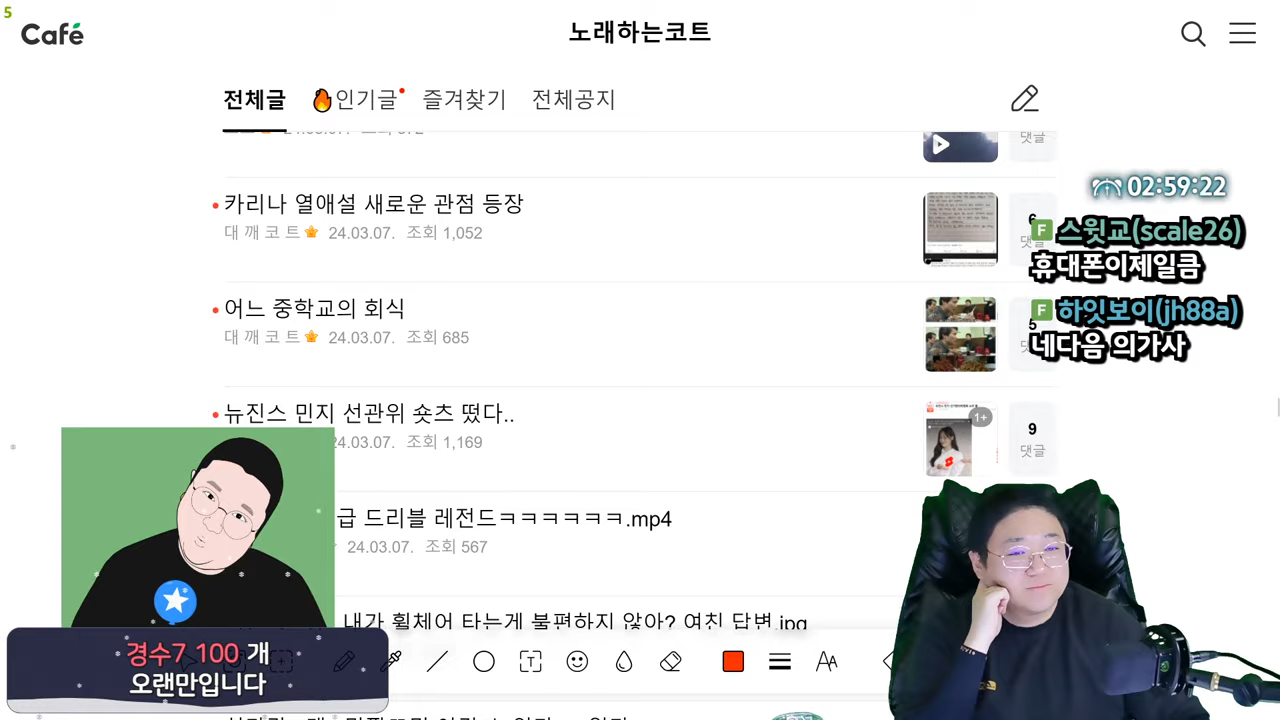 5
Café
노래하는코트
전체글
인기글
즐겨찾기
전체공지
댓글
카리나 열애설 새로운 관점 등장
대 깨 코 트 24.03.07. 조회 1,052
6
02:59:22
스윗교(scale26)
휴대폰이제일큼
어느 중학교의 회식
대 깨 코 트 24.03.07. 조회 685
5
하잇보이(jh88a)
네다음 의가사
뉴진스 민지 선관위 숏츠 떴다..
24.03.07. 조회 1,169
1+
9
댓글
급 드리블 레전드ㅋㅋㅋㅋㅋㅋ.mp4
24.03.07. 조회 567
내가 휠체어 타는게 불편하지 않아? 여친 답변.jpg
경수7 100 개
오랜만입니다
T
AA